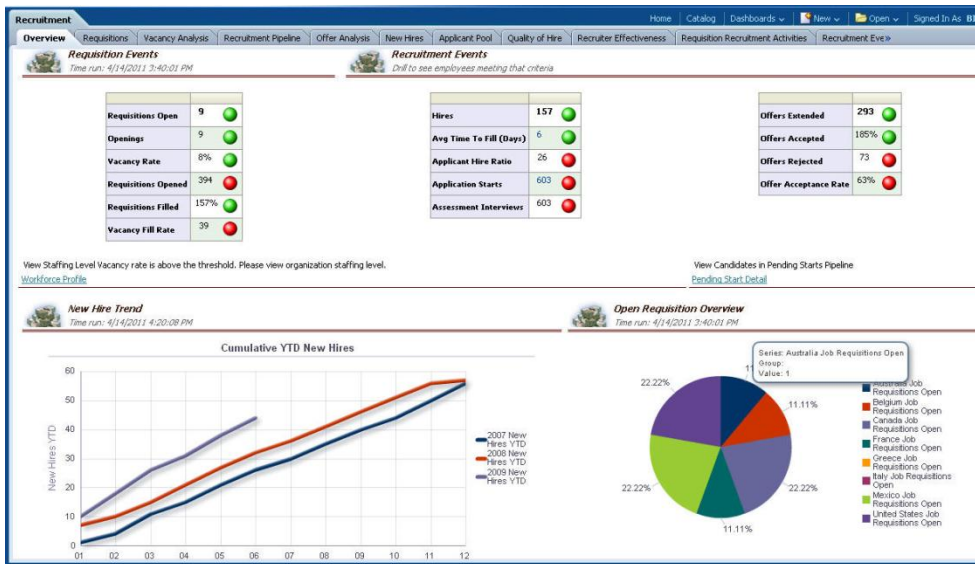 Recruitment
Home Catalog Dashboards New Open Signed In As BI
Overview Requisitions Vacancy Analysis Recruitment Pipeline Offer Analysis New Hires Applicant Pool Quality of Hire Recruiter Effectiveness Requisition Recruitment Activities Recruitment Eve»
Requisition Events
Time run: 4/14/2011 3:40:01 PM
Recruitment Events
Drill to see employees meeting that criteria
Requisitions Open 9
Openings 9
Vacancy Rate 8%
Requisitions Opened 394
Requisitions Filled 157%
Vacancy Fill Rate 39
Hires 157
Avg Time To Fill (Days) 6
Applicant Hire Ratio 26
Application Starts 603
Assessment Interviews 603
Offers Extended 293
Offers Accepted 185%
Offers Rejected 73
Offer Acceptance Rate 63%
View Staffing Level Vacancy rate is above the threshold. Please view organization staffing level.
Workforce Profile
View Candidates in Pending Starts Pipeline
Pending Start Detail
New Hire Trend
Time run: 4/14/2011 4:20:08 PM
Cumulative YTD New Hires
New Hires YTD
60
50
40
30
20
10
0
01 02 03 04 05 06 07 08 09 10 11 12
2007 New
Hires YTD
2008 New
Hires YTD
2009 New
Hires YTD
Open Requisition Overview
Time run: 4/14/2011 3:40:01 PM
Series: Australia Job Requisitions Open
Group:
Value: 1
11
11.11%
22.22%
11.11%
22.22%
22.22%
Australia Job
Requisitions Open
Belgium Job
Requisitions Open
Canada Job
Requisitions Open
France Job
Requisitions Open
Greece Job
Requisitions Open
Italy Job Requisitions
Open
Mexico Job
Requisitions Open
United States Job
Requisitions Open